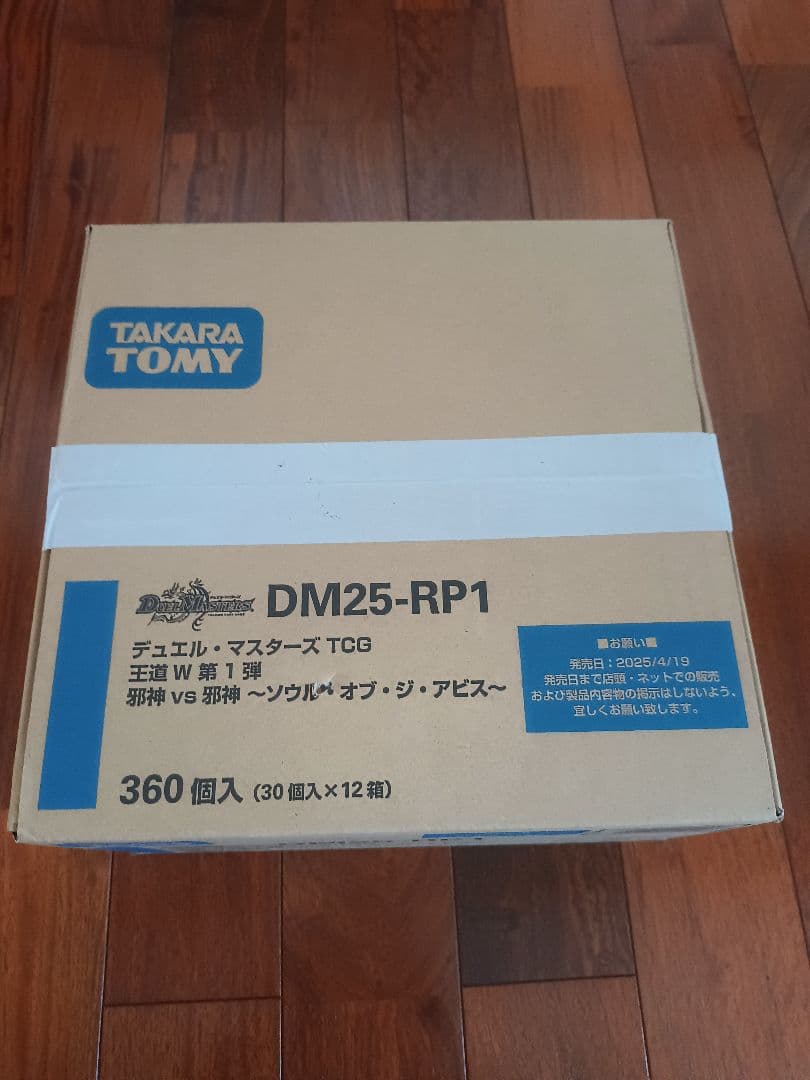 TAKARA
TOMY
DUEL MASTERS
DM25-RP1
デュエル・マスターズ TCG
王道 W 第 1 弾
邪神 vs 邪神 ～ソウル・オブ・ジ・アビス～
360 個入 (30 個入×12 箱)
■お願い■
発売日：2025/4/19
発売日まで店頭・ネットでの販売
および製品内容物の掲示はしないよう、
宜しくお願い致します。